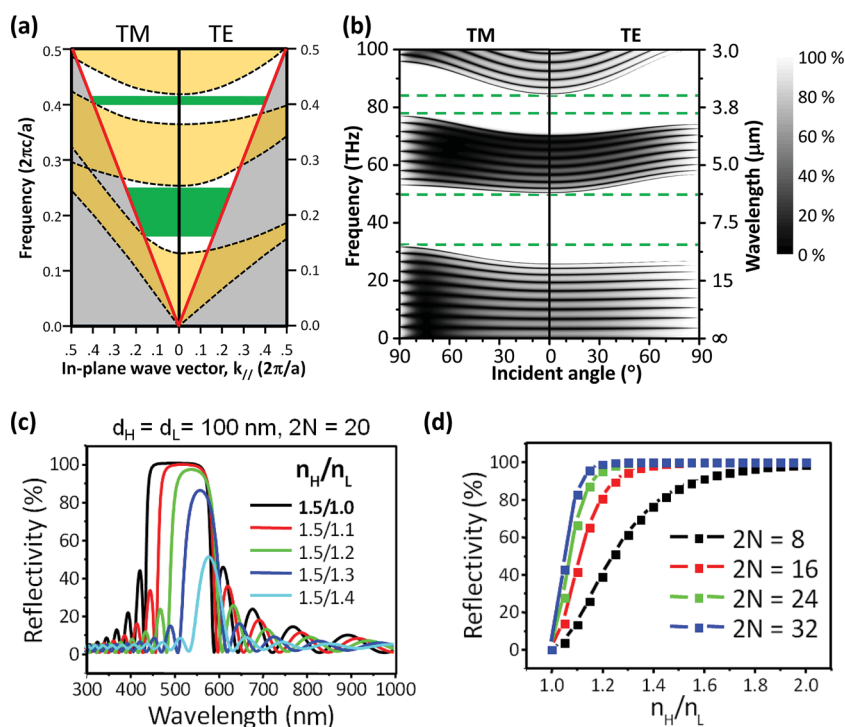 (a)
TM TE
Frequency (2πc/a)
0.5
0.4
0.3
0.2
0.1
0.0
0.5
0.4
0.3
0.2
0.1
0.0
.5 .4 .3 .2 .1 0 .1 .2 .3 .4 .5
In-plane wave vector, k// (2π/a)
(b)
TM TE
Frequency (THz)
100
80
60
40
20
0
3.0
3.8
5.0
7.5
15
∞
Wavelength (μm)
90 60 30 0 30 60 90
Incident angle (°)
100 %
80 %
60 %
40 %
20 %
0 %
(c)
dH = dL= 100 nm, 2N = 20
Reflectivity (%)
100
80
60
40
20
0
nH/nL
1.5/1.0
1.5/1.1
1.5/1.2
1.5/1.3
1.5/1.4
300 400 500 600 700 800 900 1000
Wavelength (nm)
(d)
Reflectivity (%)
100
80
60
40
20
0
2N = 8
2N = 16
2N = 24
2N = 32
1.0 1.2 1.4 1.6 1.8 2.0
nH/nL